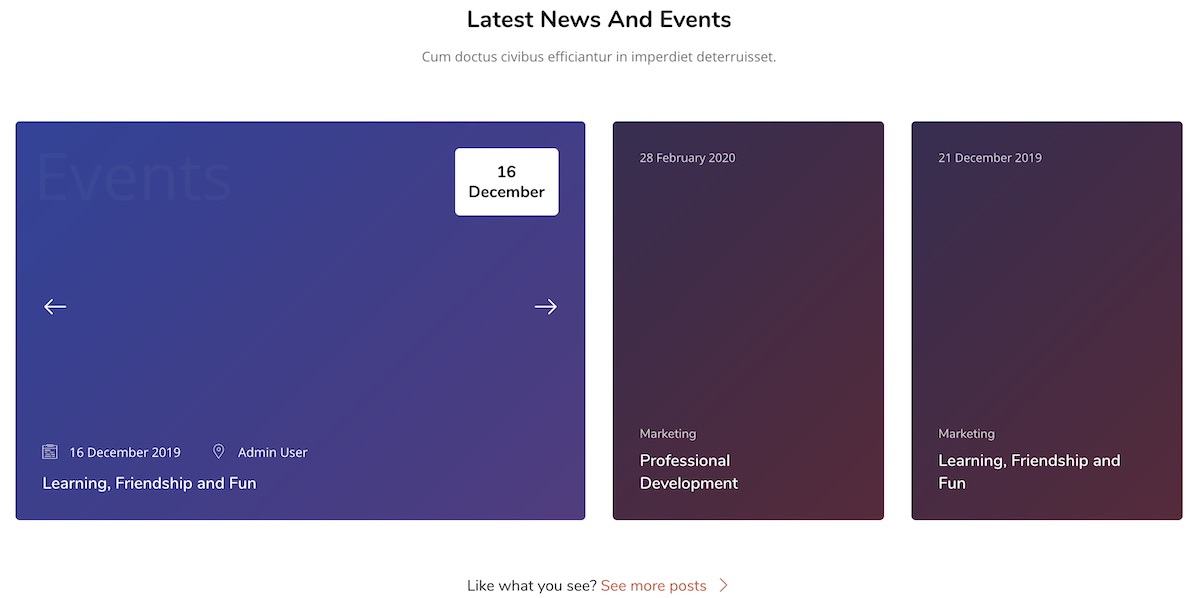 Latest News And Events
Cum doctus civibus efficiantur in imperdiet deterruisset.
Events
16
December
16 December 2019
Admin User
Learning, Friendship and Fun
28 February 2020
Marketing
Professional
Development
21 December 2019
Marketing
Learning, Friendship and
Fun
Like what you see? See more posts